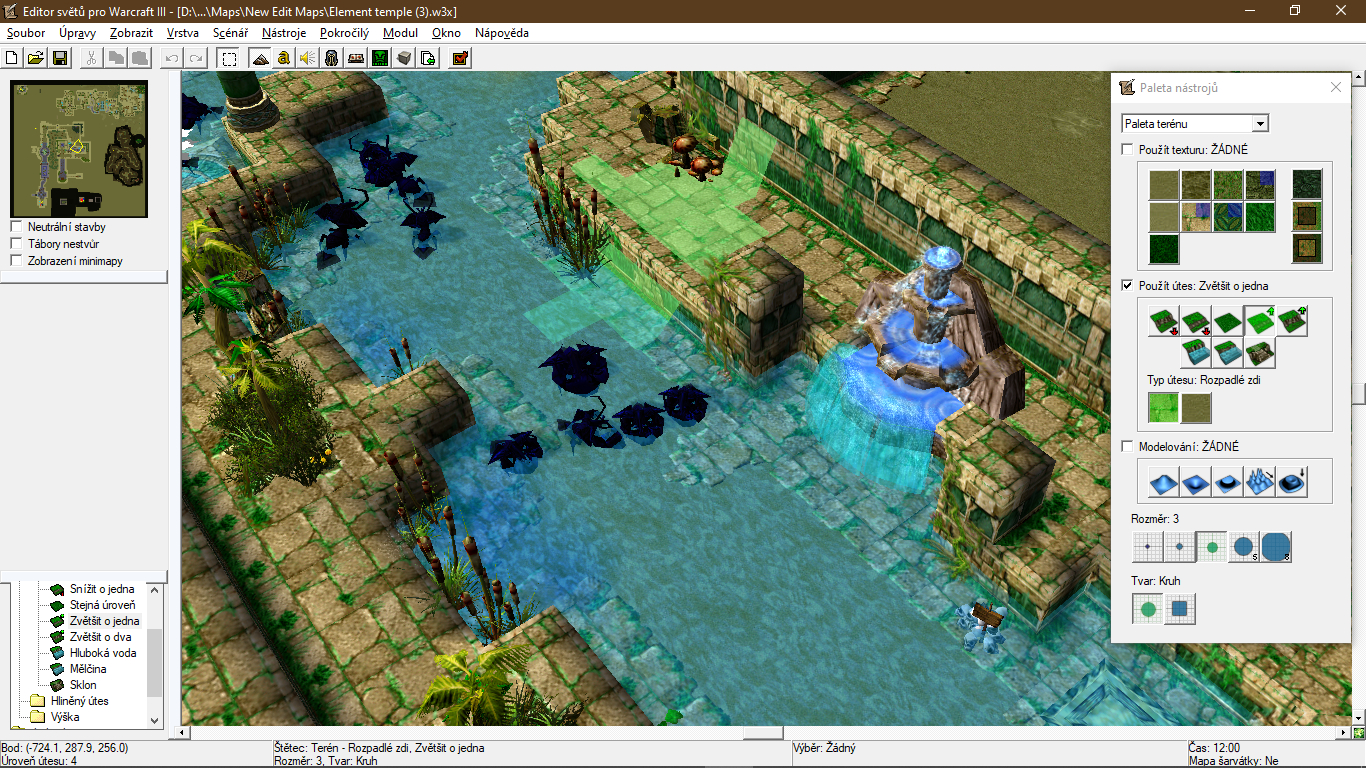 Editor světů pro Warcraft III - [D:\...\Maps\New Edit Maps\Element temple (3).w3x]
Soubor Úpravy Zobrazit Vrstva Scénář Nástroje Pokročilý Modul Okno Nápověda
Neutrální stavby
Tábory nestvůr
Zobrazení minimapy
Snížit o jedna
Stejná úroveň
Zvětšit o jedna
Zvětšit o dva
Hluboká voda
Mělčina
Sklon
Hliněný útes
Výška
Paleta nástrojů
Paleta terénu
Použít texturu: ŽÁDNÉ
Použít útes: Zvětšit o jedna
Typ útesu: Rozpadlé zdi
Modelování: ŽÁDNÉ
Rozměr: 3
5 8
Tvar: Kruh
Bod: (-724.1, 287.9, 256.0)
Úroveň útesu: 4
Štětec: Terén - Rozpadlé zdi, Zvětšit o jedna
Rozměr: 3, Tvar: Kruh
Výběr: Žádný
Čas: 12:00
Mapa šarvátky: Ne